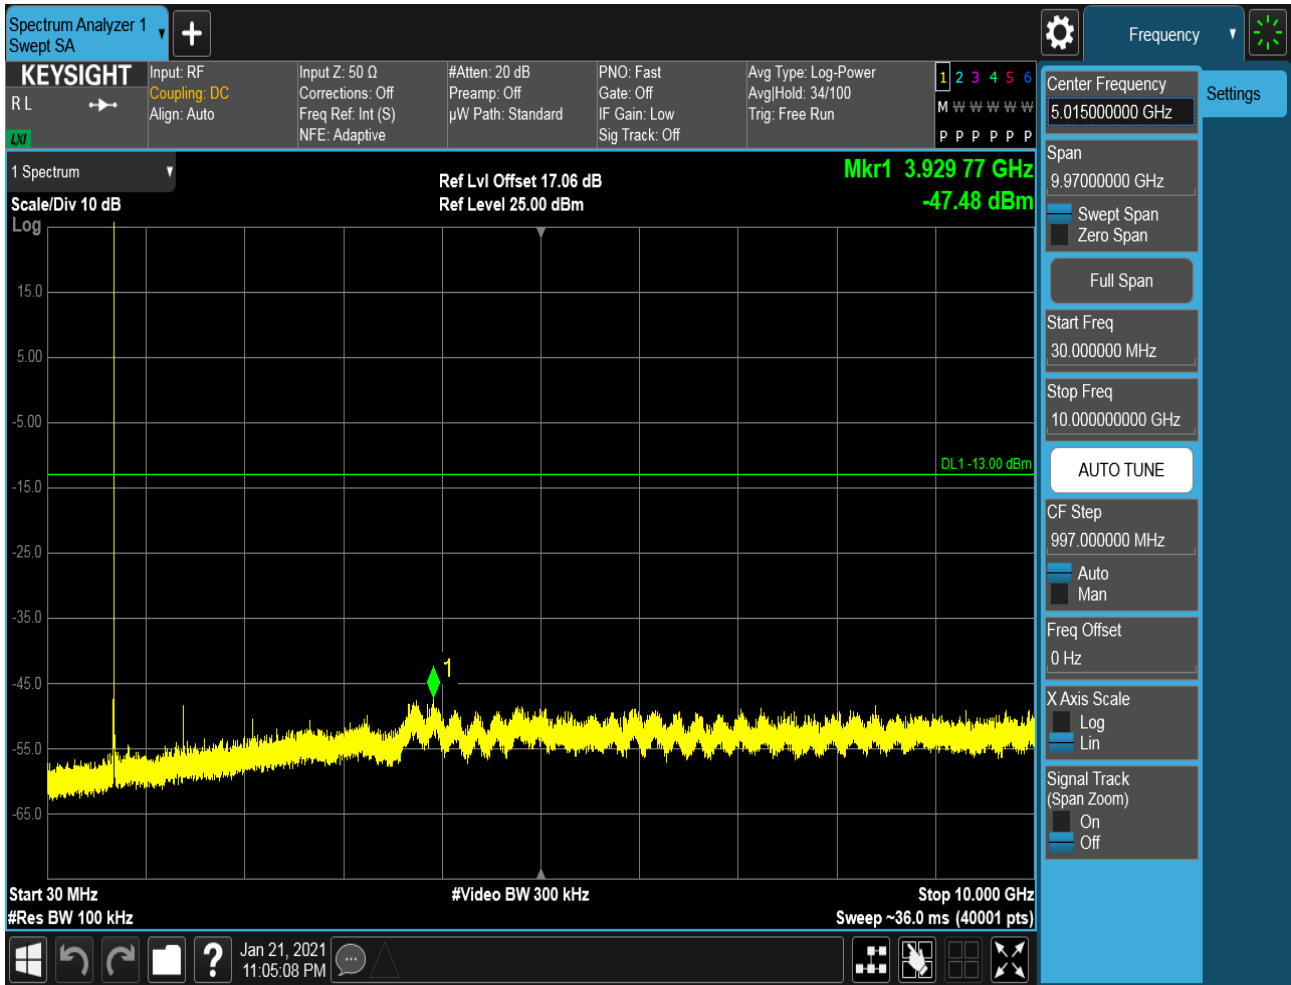 Spectrum Analyzer 1
Swept SA
Frequency
KEYSIGHT
R L
LXI
Input: RF
Coupling: DC
Align: Auto
Input Z: 50 Ω
Corrections: Off
Freq Ref: Int (S)
NFE: Adaptive
#Atten: 20 dB
Preamp: Off
µW Path: Standard
PNO: Fast
Gate: Off
IF Gain: Low
Sig Track: Off
Avg Type: Log-Power
Avg|Hold: 34/100
Trig: Free Run
1 2 3 4 5 6
M W W W W W
P P P P P P
1 Spectrum
Scale/Div 10 dB
Log
Ref Lvl Offset 17.06 dB
Ref Level 25.00 dBm
Mkr1 3.929 77 GHz
-47.48 dBm
15.0
5.00
-5.00
DL1 -13.00 dBm
-15.0
-25.0
-35.0
-45.0
1
-55.0
-65.0
Start 30 MHz
#Res BW 100 kHz
#Video BW 300 kHz
Stop 10.000 GHz
Sweep ~36.0 ms (40001 pts)
Center Frequency
5.015000000 GHz
Settings
Span
9.97000000 GHz
Swept Span
Zero Span
Full Span
Start Freq
30.000000 MHz
Stop Freq
10.000000000 GHz
AUTO TUNE
CF Step
997.000000 MHz
Auto
Man
Freq Offset
0 Hz
X Axis Scale
Log
Lin
Signal Track
(Span Zoom)
On
Off
?
Jan 21, 2021
11:05:08 PM